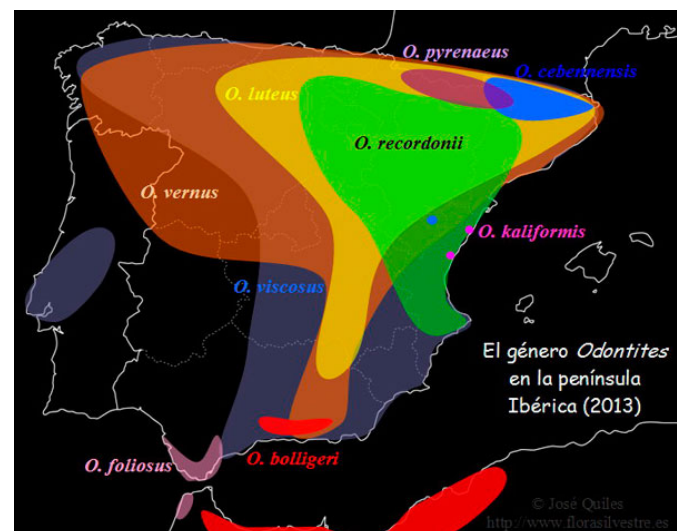 O. pyrenaeus
O. cebennensis
O. luteus
O. recordonii
O. vernus
O. kaliformis
O. viscosus
El género Odontites
en la península
Ibérica (2013)
O. foliosus
O. bolligeri
© José Quiles
http://www.florasilvestre.es